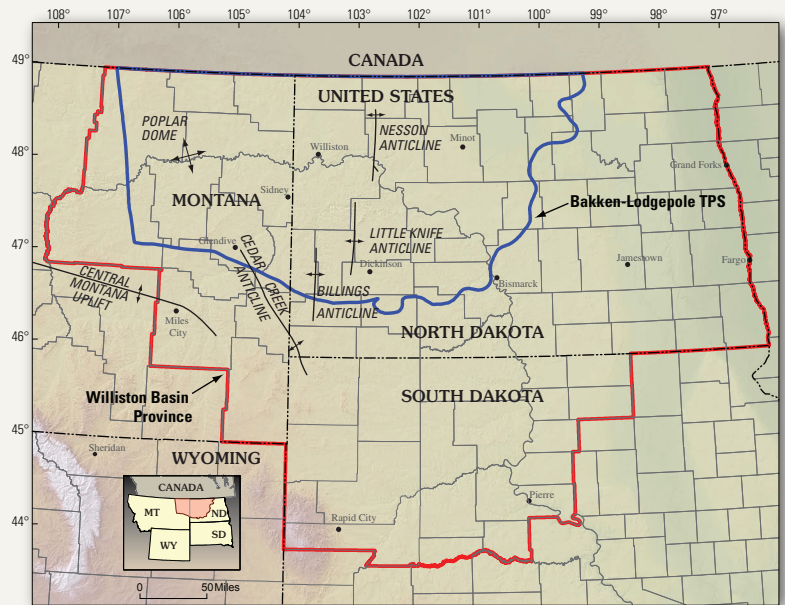 108° 107° 106° 105° 104° 103° 102° 101° 100° 99° 98° 97°
49°
48°
47°
46°
45°
44°
CANADA
UNITED STATES
POPLAR
DOME
NESSON
ANTICLINE
Williston
Minot
Grand Forks
MONTANA
Sidney
Bakken-Lodgepole TPS
LITTLE KNIFE
ANTICLINE
Glendive
CEDAR CREEK
ANTICLINE
Dickinson
Jamestown
Fargo
CENTRAL
MONTANA
UPLIFT
BILLINGS
ANTICLINE
Bismarck
Miles
City
NORTH DAKOTA
Williston Basin
Province
SOUTH DAKOTA
Sheridan
WYOMING
CANADA
MT
ND
SD
WY
Rapid City
Pierre
0 50 Miles